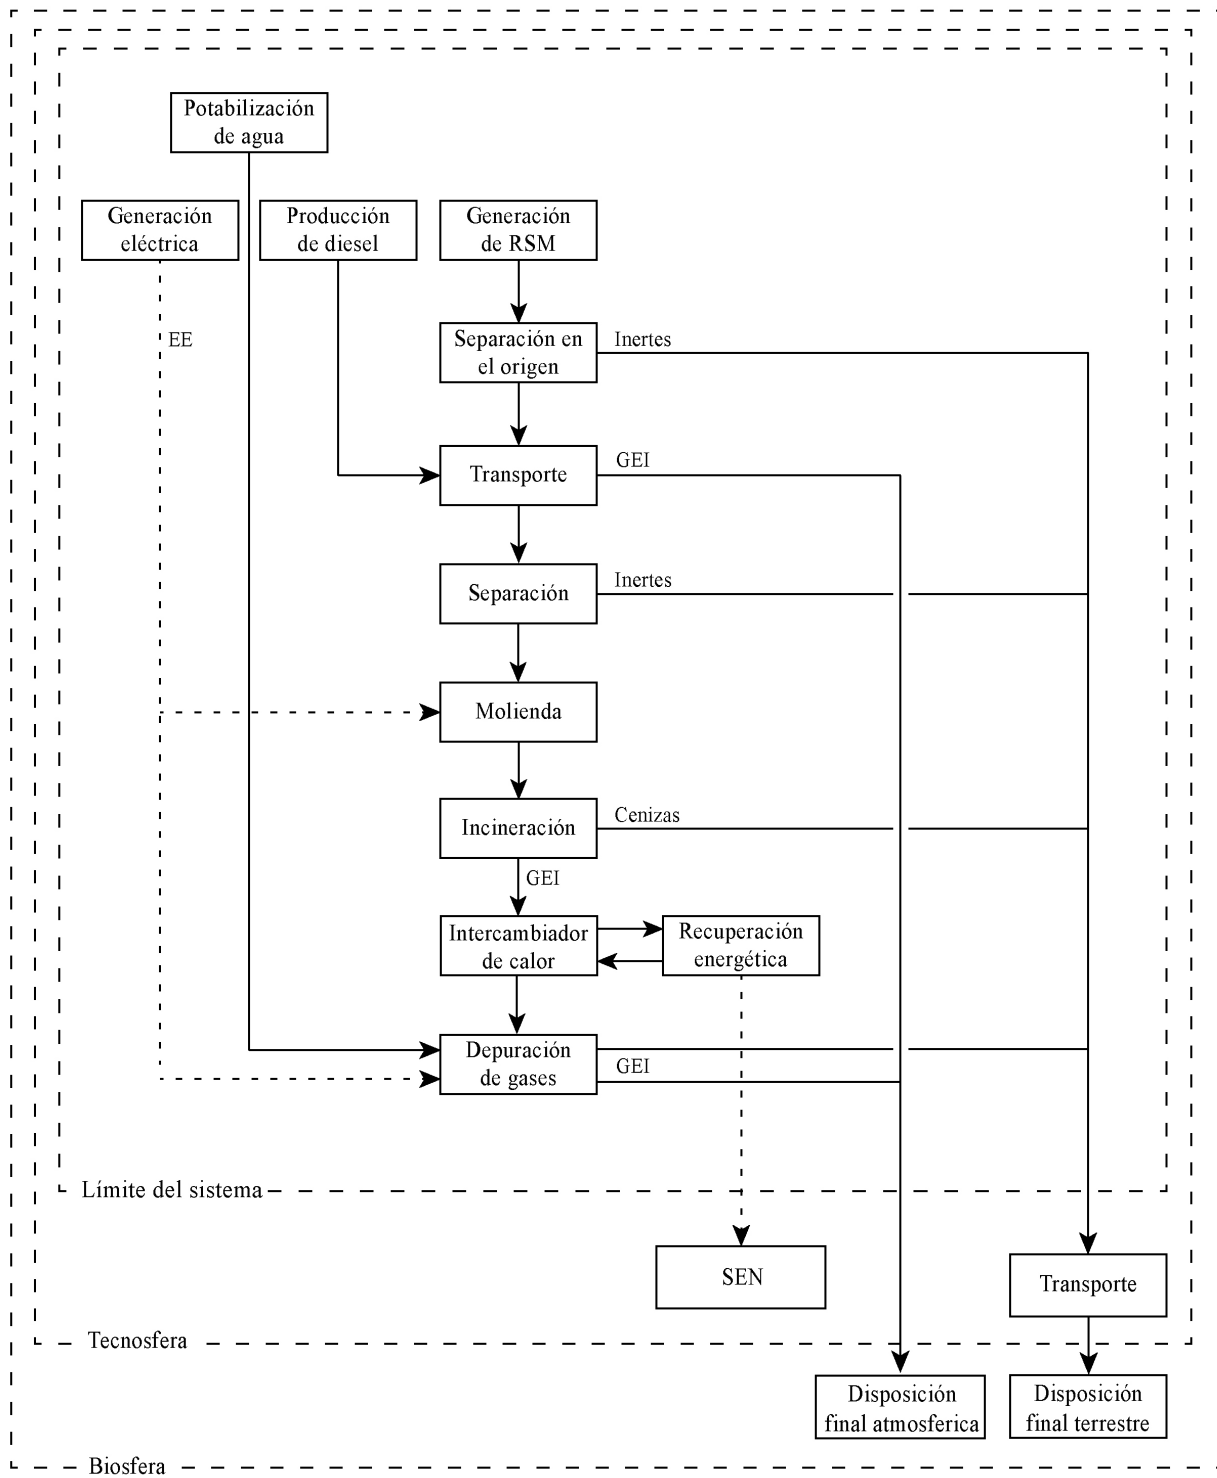 Potabilización
de agua
Generación
eléctrica
Producción
de diesel
Generación
de RSM
EE
Separación en
el origen
Inertes
Transporte
GEI
Separación
Inertes
Molienda
Incineración
Cenizas
GEI
Intercambiador
de calor
Recuperación
energética
Depuración
de gases
GEI
Límite del sistema
SEN
Transporte
Tecnosfera
Disposición
final atmosferica
Disposición
final terrestre
Biosfera